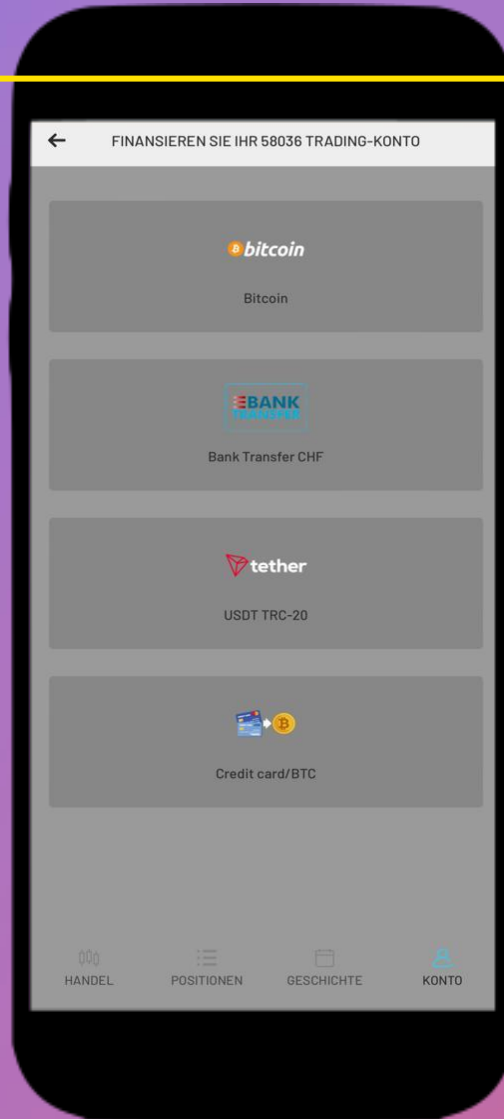 FINANSIEREN SIE IHR 58036 TRADING-KONTO
bitcoin
Bitcoin
BANK
TRANSFER
Bank Transfer CHF
tether
USDT TRC-20
Credit card/BTC
HANDEL POSITIONEN GESCHICHTE KONTO